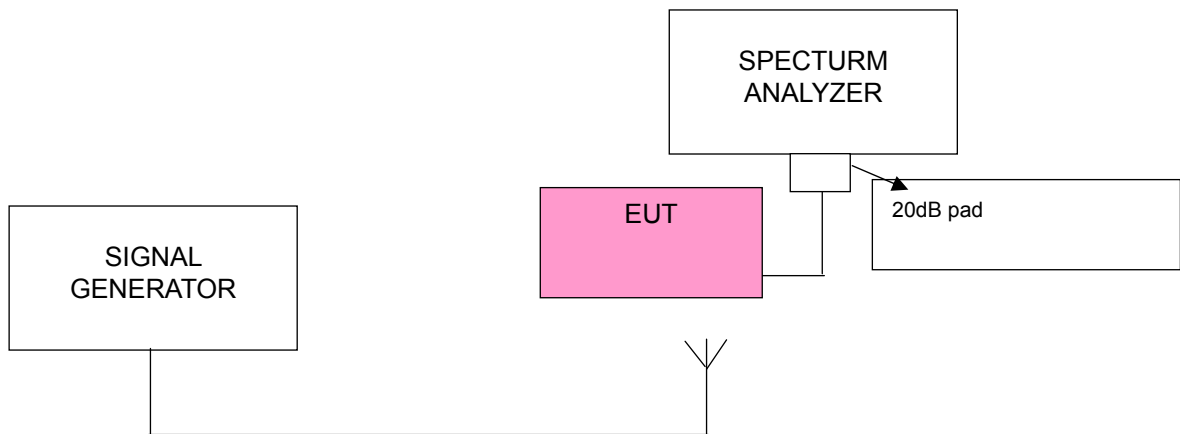 SPECTURM
ANALYZER
EUT
20dB pad
SIGNAL
GENERATOR